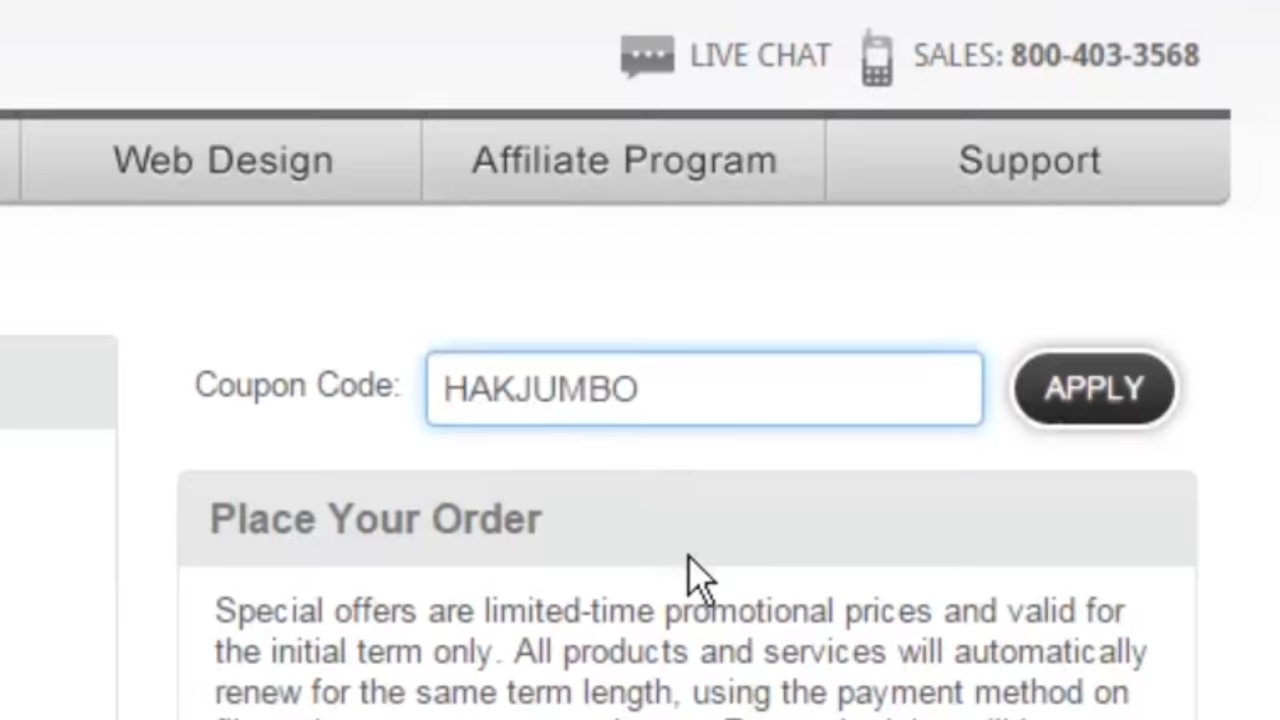 LIVE CHAT SALES: 800-403-3568
Web Design Affiliate Program Support
Coupon Code: HAKJUMBO APPLY
Place Your Order
Special offers are limited-time promotional prices and valid for
the initial term only. All products and services will automatically
renew for the same term length, using the payment method on